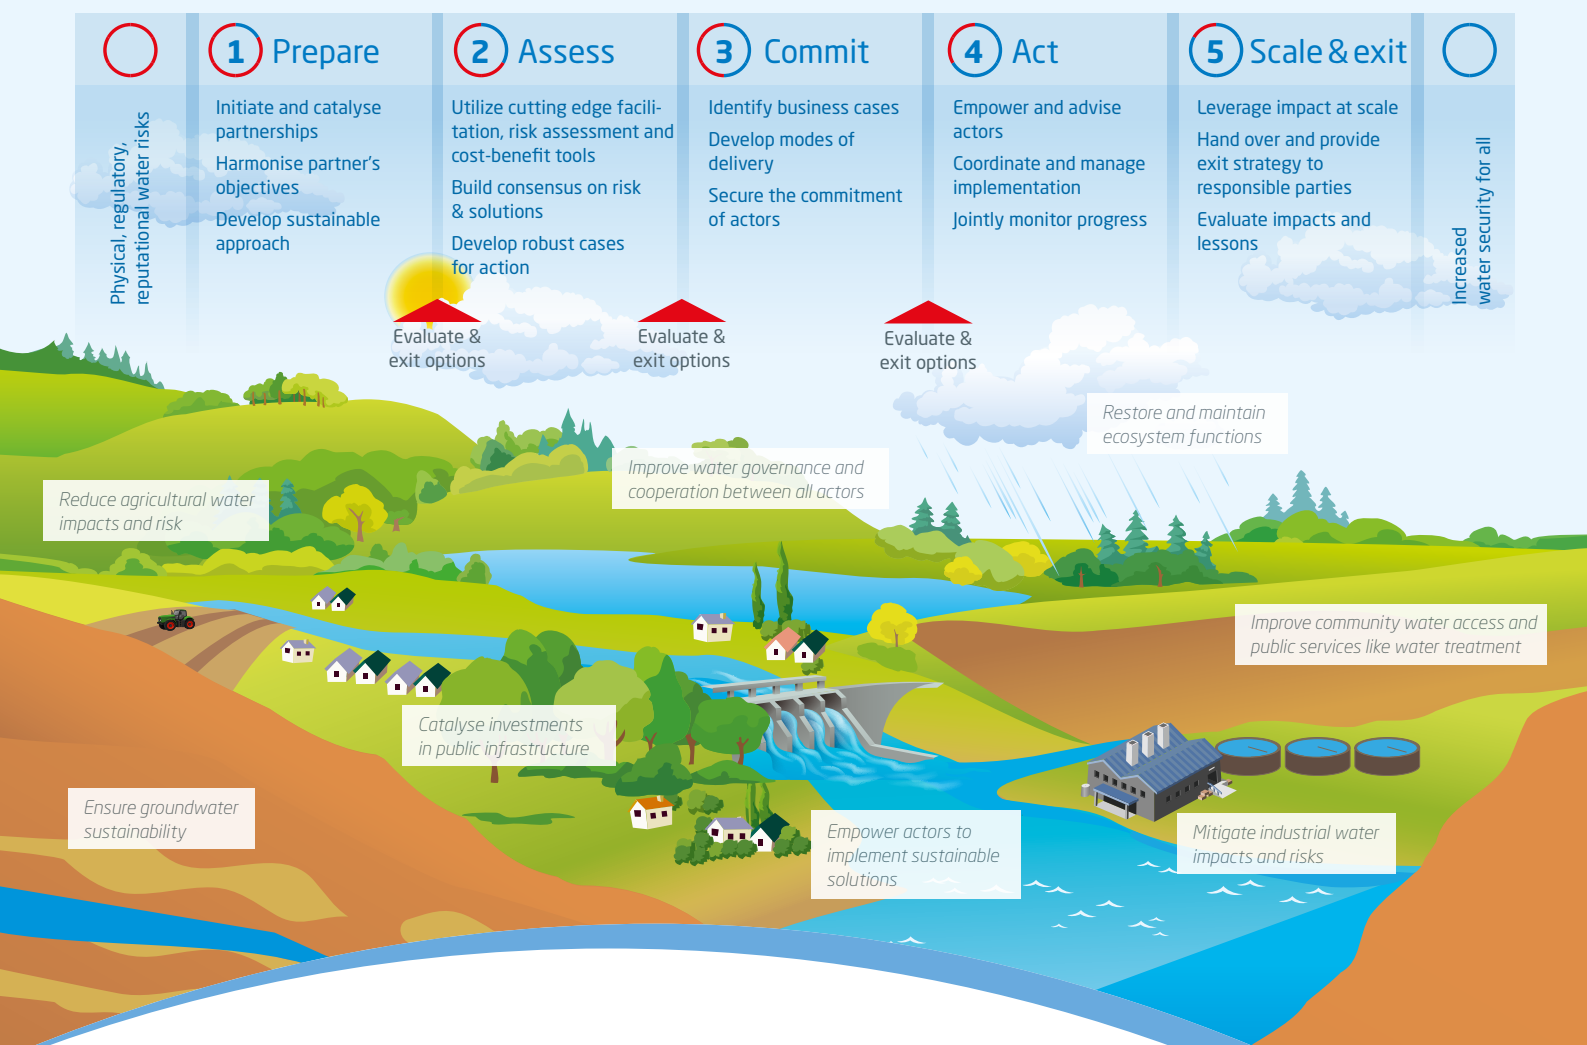 Physical, regulatory,
reputational water risks
1 Prepare
Initiate and catalyse
partnerships
Harmonise partner's
objectives
Develop sustainable
approach
2 Assess
Utilize cutting edge facili-
tation, risk assessment and
cost-benefit tools
Build consensus on risk
& solutions
Develop robust cases
for action
3 Commit
Identify business cases
Develop modes of
delivery
Secure the commitment
of actors
4 Act
Empower and advise
actors
Coordinate and manage
implementation
Jointly monitor progress
5 Scale & exit
Leverage impact at scale
Hand over and provide
exit strategy to
responsible parties
Evaluate impacts and
lessons
Increased
water security for all
Evaluate &
exit options
Evaluate &
exit options
Evaluate &
exit options
Restore and maintain
ecosystem functions
Improve water governance and
cooperation between all actors
Reduce agricultural water
impacts and risk
Improve community water access and
public services like water treatment
Catalyse investments
in public infrastructure
Ensure groundwater
sustainability
Empower actors to
implement sustainable
solutions
Mitigate industrial water
impacts and risks